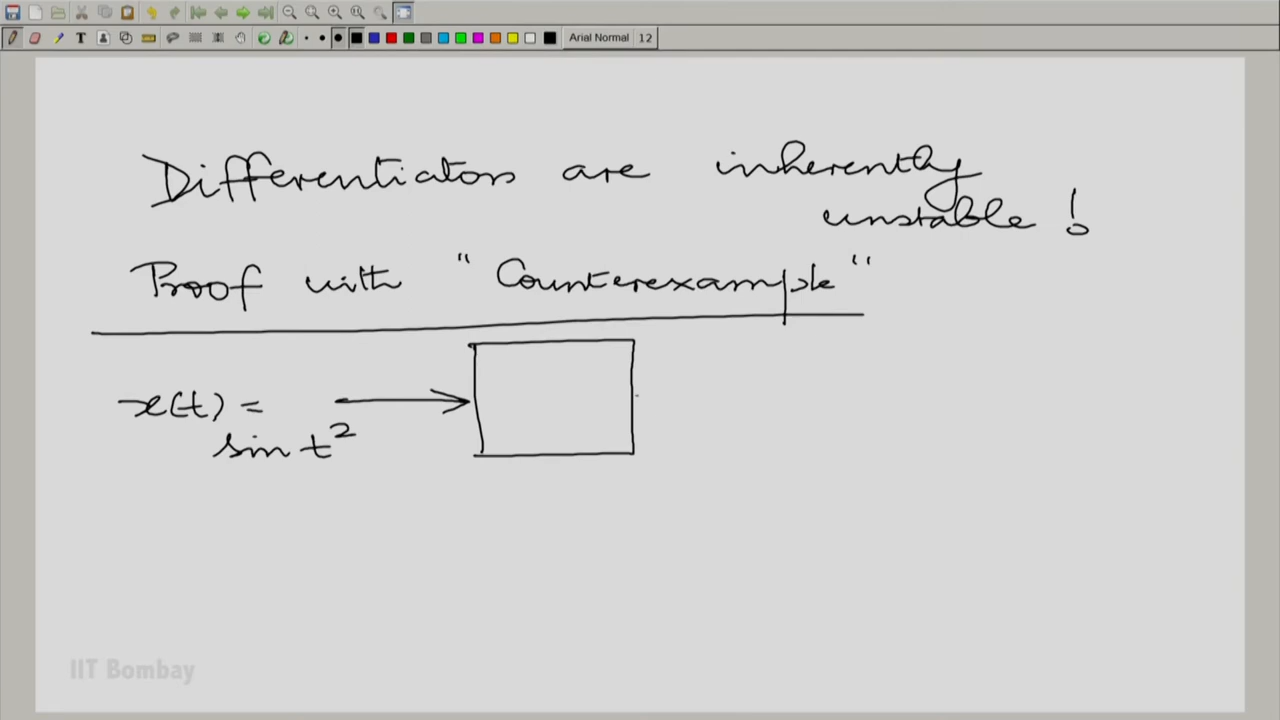 Arial Normal 12
Differentiators are inherently
unstable !
Proof with "Counterexample"
x(t) =
sin t²
IIT Bombay